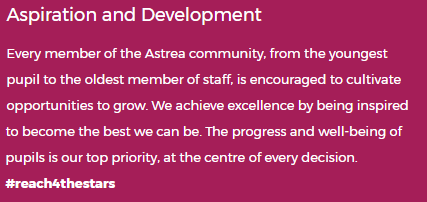 Aspiration and Development
Every member of the Astrea community, from the youngest
pupil to the oldest member of staff, is encouraged to cultivate
opportunities to grow. We achieve excellence by being inspired
to become the best we can be. The progress and well-being of
pupils is our top priority, at the centre of every decision.
#reach4thestars